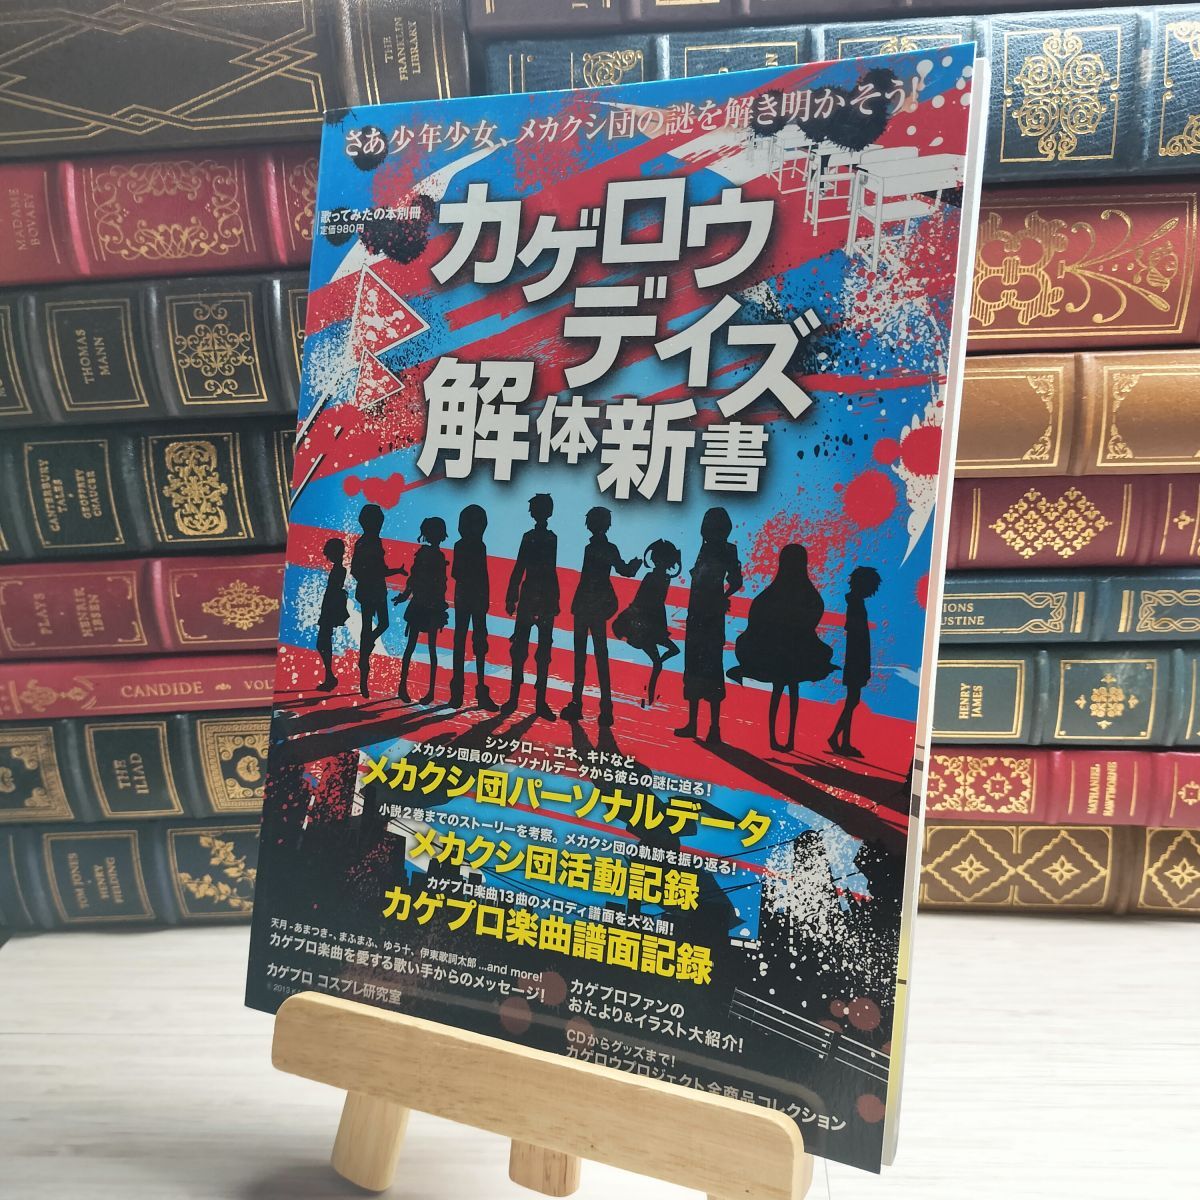 さあ少年少女、メカクシ団の謎を解き明かそう!
歌ってみたの本別冊
定価980円
カゲロウ
デイズ
解体新書
シンタロー、エネ、キドなど
メカクシ団員のパーソナルデータから彼らの謎に迫る!
メカクシ団パーソナルデータ
小説2巻までのストーリーを考察。メカクシ団の軌跡を振り返る!
メカクシ団活動記録
カゲプロ楽曲13曲のメロディ譜面を大公開!
カゲプロ楽曲譜面記録
天月-あまつき-、まふまふ、ゆう十、伊東歌詞太郎 ...and more!
カゲプロ楽曲を愛する歌い手からのメッセージ!
カゲプロ コスプレ研究室
カゲプロファンの
おたより&イラスト大紹介!
CDからグッズまで!
カゲロウプロジェクト全商品コレクション
THE
FRANKLIN
LIBRARY
MADAME
BOVARY
THOMAS
MANN
CANTERBURY
TALES
GEOFFREY
CHAUCER
PLAYS
HENRIK
IBSEN
CANDIDE
VOL
THE
ILIAD
TOM JONES
HENRY
FIELDING
HENRY
JAMES
NATHANIEL
HAWTHORNE